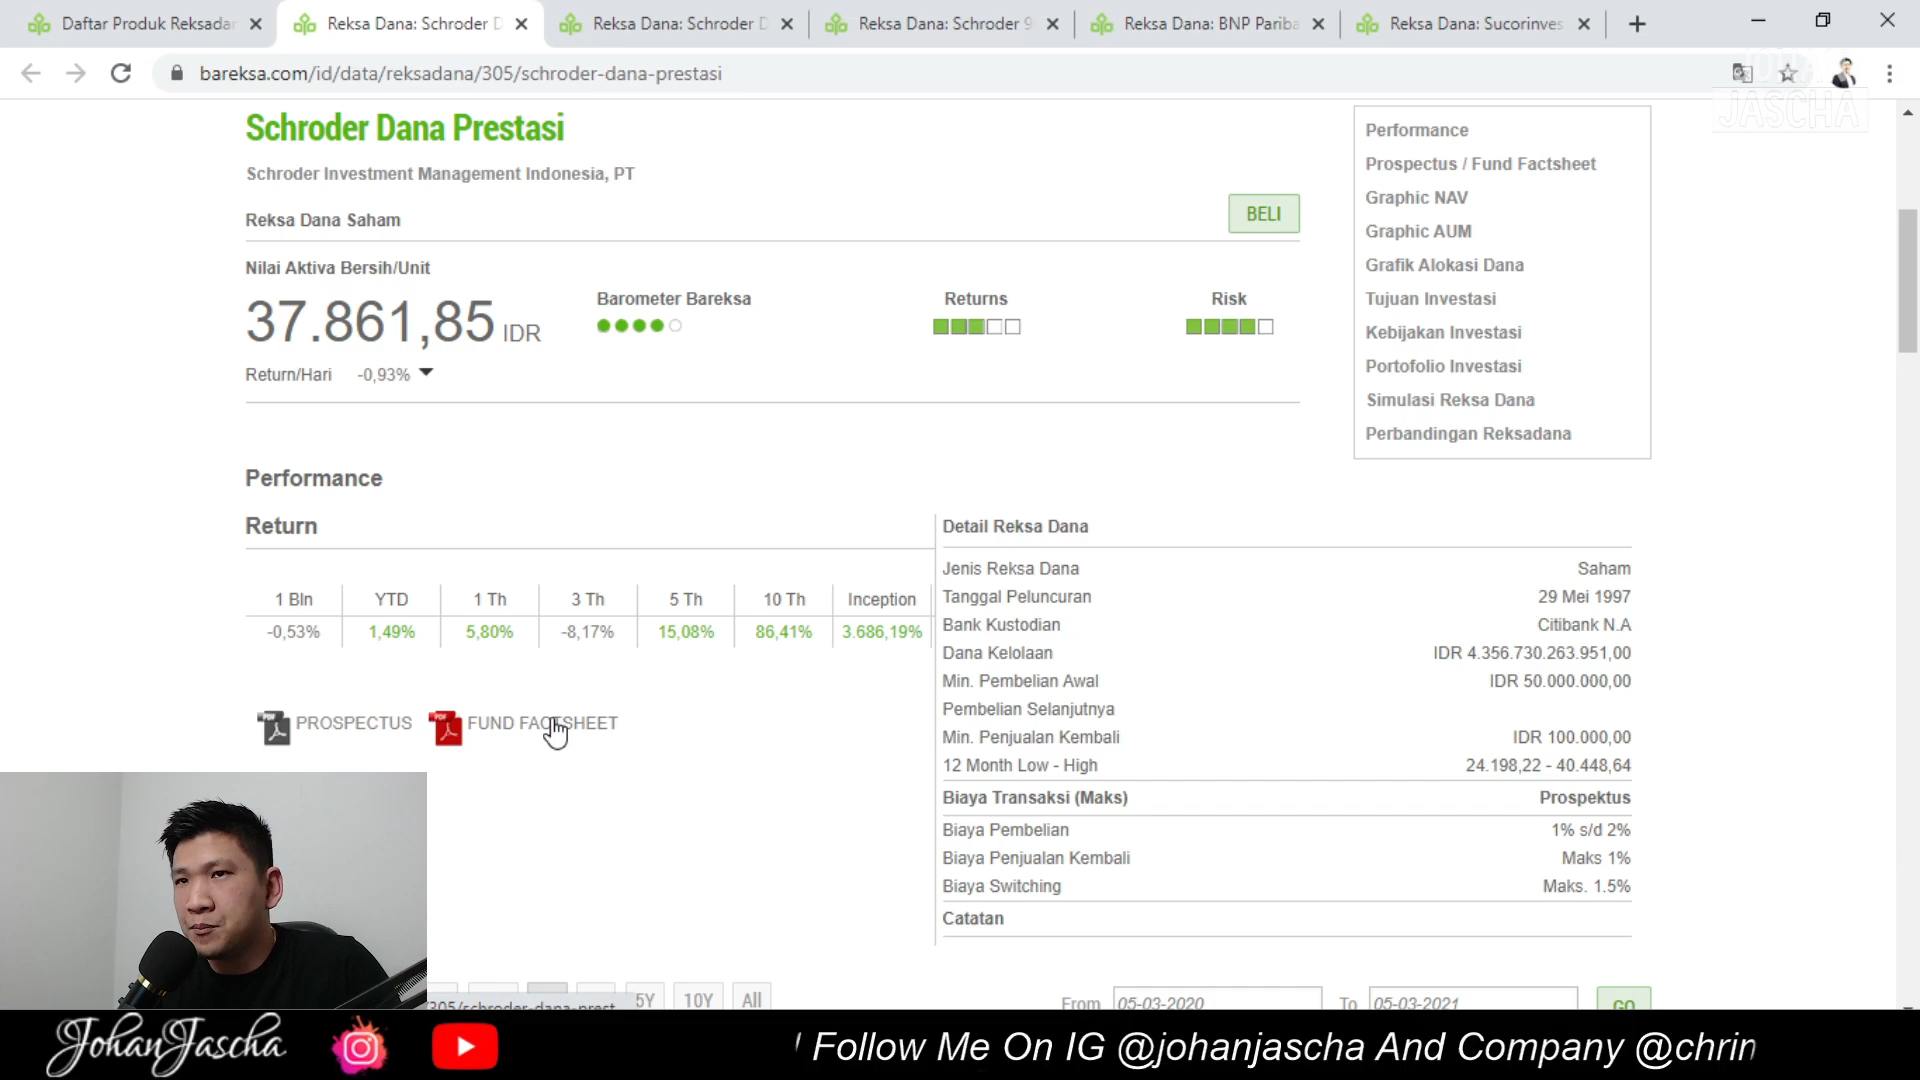 Daftar Produk Reksadar
Reksa Dana: Schroder D
Reksa Dana: Schroder D
Reksa Dana: Schroder 9
Reksa Dana: BNP Pariba
Reksa Dana: Sucorinves
bareksa.com/id/data/reksadana/305/schroder-dana-prestasi
JASCHA
Schroder Dana Prestasi
Schroder Investment Management Indonesia, PT
Reksa Dana Saham
BELI
Nilai Aktiva Bersih/Unit
37.861,85 IDR
Barometer Bareksa
Returns
Risk
Return/Hari -0,93%
Performance
Prospectus / Fund Factsheet
Graphic NAV
Graphic AUM
Grafik Alokasi Dana
Tujuan Investasi
Kebijakan Investasi
Portofolio Investasi
Simulasi Reksa Dana
Perbandingan Reksadana
Performance
Return
1 Bln YTD 1 Th 3 Th 5 Th 10 Th Inception
-0,53% 1,49% 5,80% -8,17% 15,08% 86,41% 3.686,19%
PDF PROSPECTUS PDF FUND FACTSHEET
Detail Reksa Dana
Jenis Reksa Dana Saham
Tanggal Peluncuran 29 Mei 1997
Bank Kustodian Citibank N.A
Dana Kelolaan IDR 4.356.730.263.951,00
Min. Pembelian Awal IDR 50.000.000,00
Pembelian Selanjutnya
Min. Penjualan Kembali IDR 100.000,00
12 Month Low - High 24.198,22 - 40.448,64
Biaya Transaksi (Maks) Prospektus
Biaya Pembelian 1% s/d 2%
Biaya Penjualan Kembali Maks 1%
Biaya Switching Maks. 1.5%
Catatan
5Y 10Y All
From 05-03-2020 To 05-03-2021 GO
305/schroder-dana-prest
JohanJascha
! Follow Me On IG @johanjascha And Company @chrin